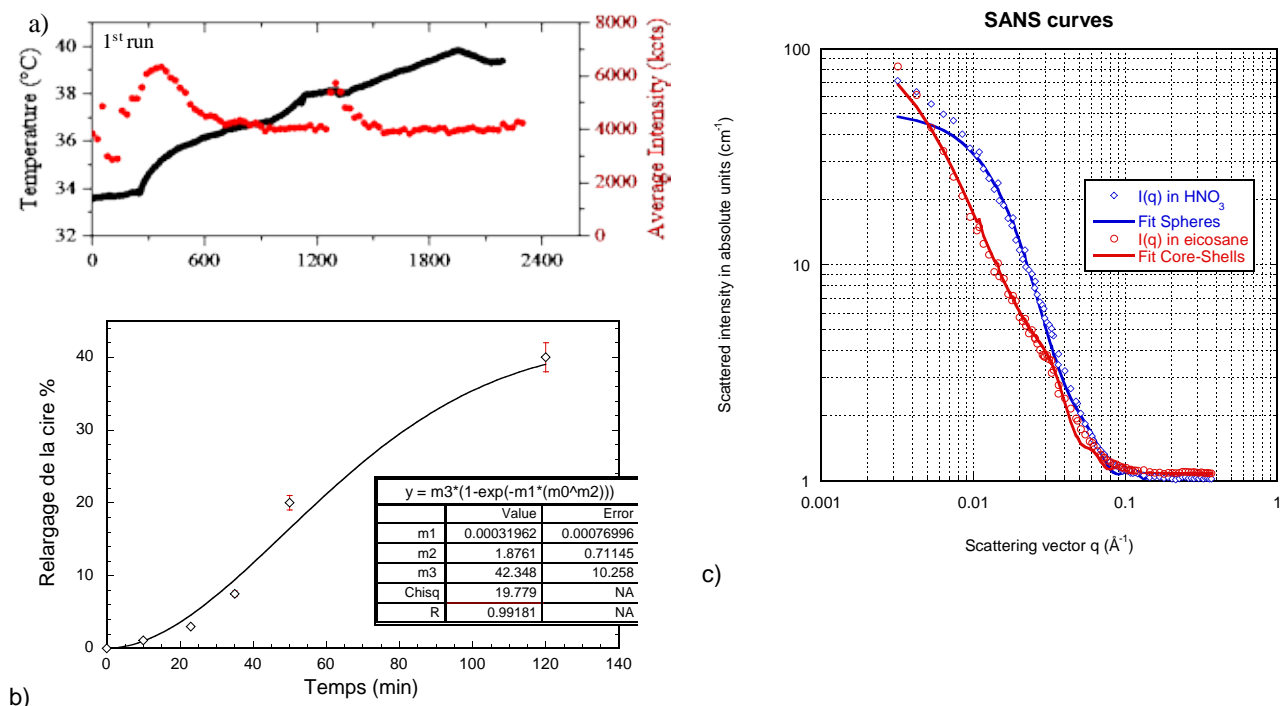 a)
1st run
Temperature (°C)
40
38
36
34
32
8000
6000
4000
2000
0
Average Intensity (kcts)
0 600 1200 1800 2400
Relargage de la cire %
40
30
20
10
0
y = m3*(1-exp(-m1*(m0^m2)))
Value Error
m1 0.00031962 0.00076996
m2 1.8761 0.71145
m3 42.348 10.258
Chisq 19.779 NA
R 0.99181 NA
0 20 40 60 80 100 120 140
Temps (min)
b)
SANS curves
Scattered intensity in absolute units (cm-1)
100
10
1
I(q) in HNO3
Fit Spheres
I(q) in eicosane
Fit Core-Shells
0.001 0.01 0.1 1
Scattering vector q (Å-1)
c)